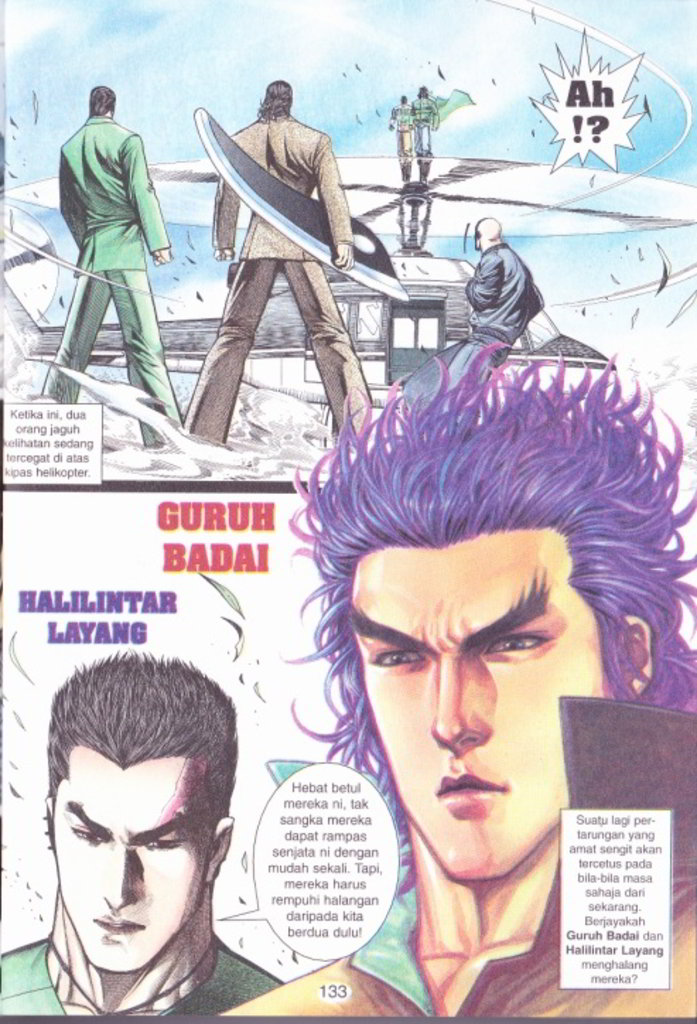 Ah
!?
Ketika ini, dua
orang jaguh
kelihatan sedang
tercegat di atas
kipas helikopter.
GURUH
BADAI
HALILINTAR
LAYANG
Hebat betul
mereka ni, tak
sangka mereka
dapat rampas
senjata ni dengan
mudah sekali. Tapi,
mereka harus
rempuhi halangan
daripada kita
berdua dulu!
Suatu lagi per-
tarungan yang
amat sengit akan
tercetus pada
bila-bila masa
sahaja dari
sekarang.
Berjayakah
Guruh Badai dan
Halilintar Layang
menghalang
mereka?
133